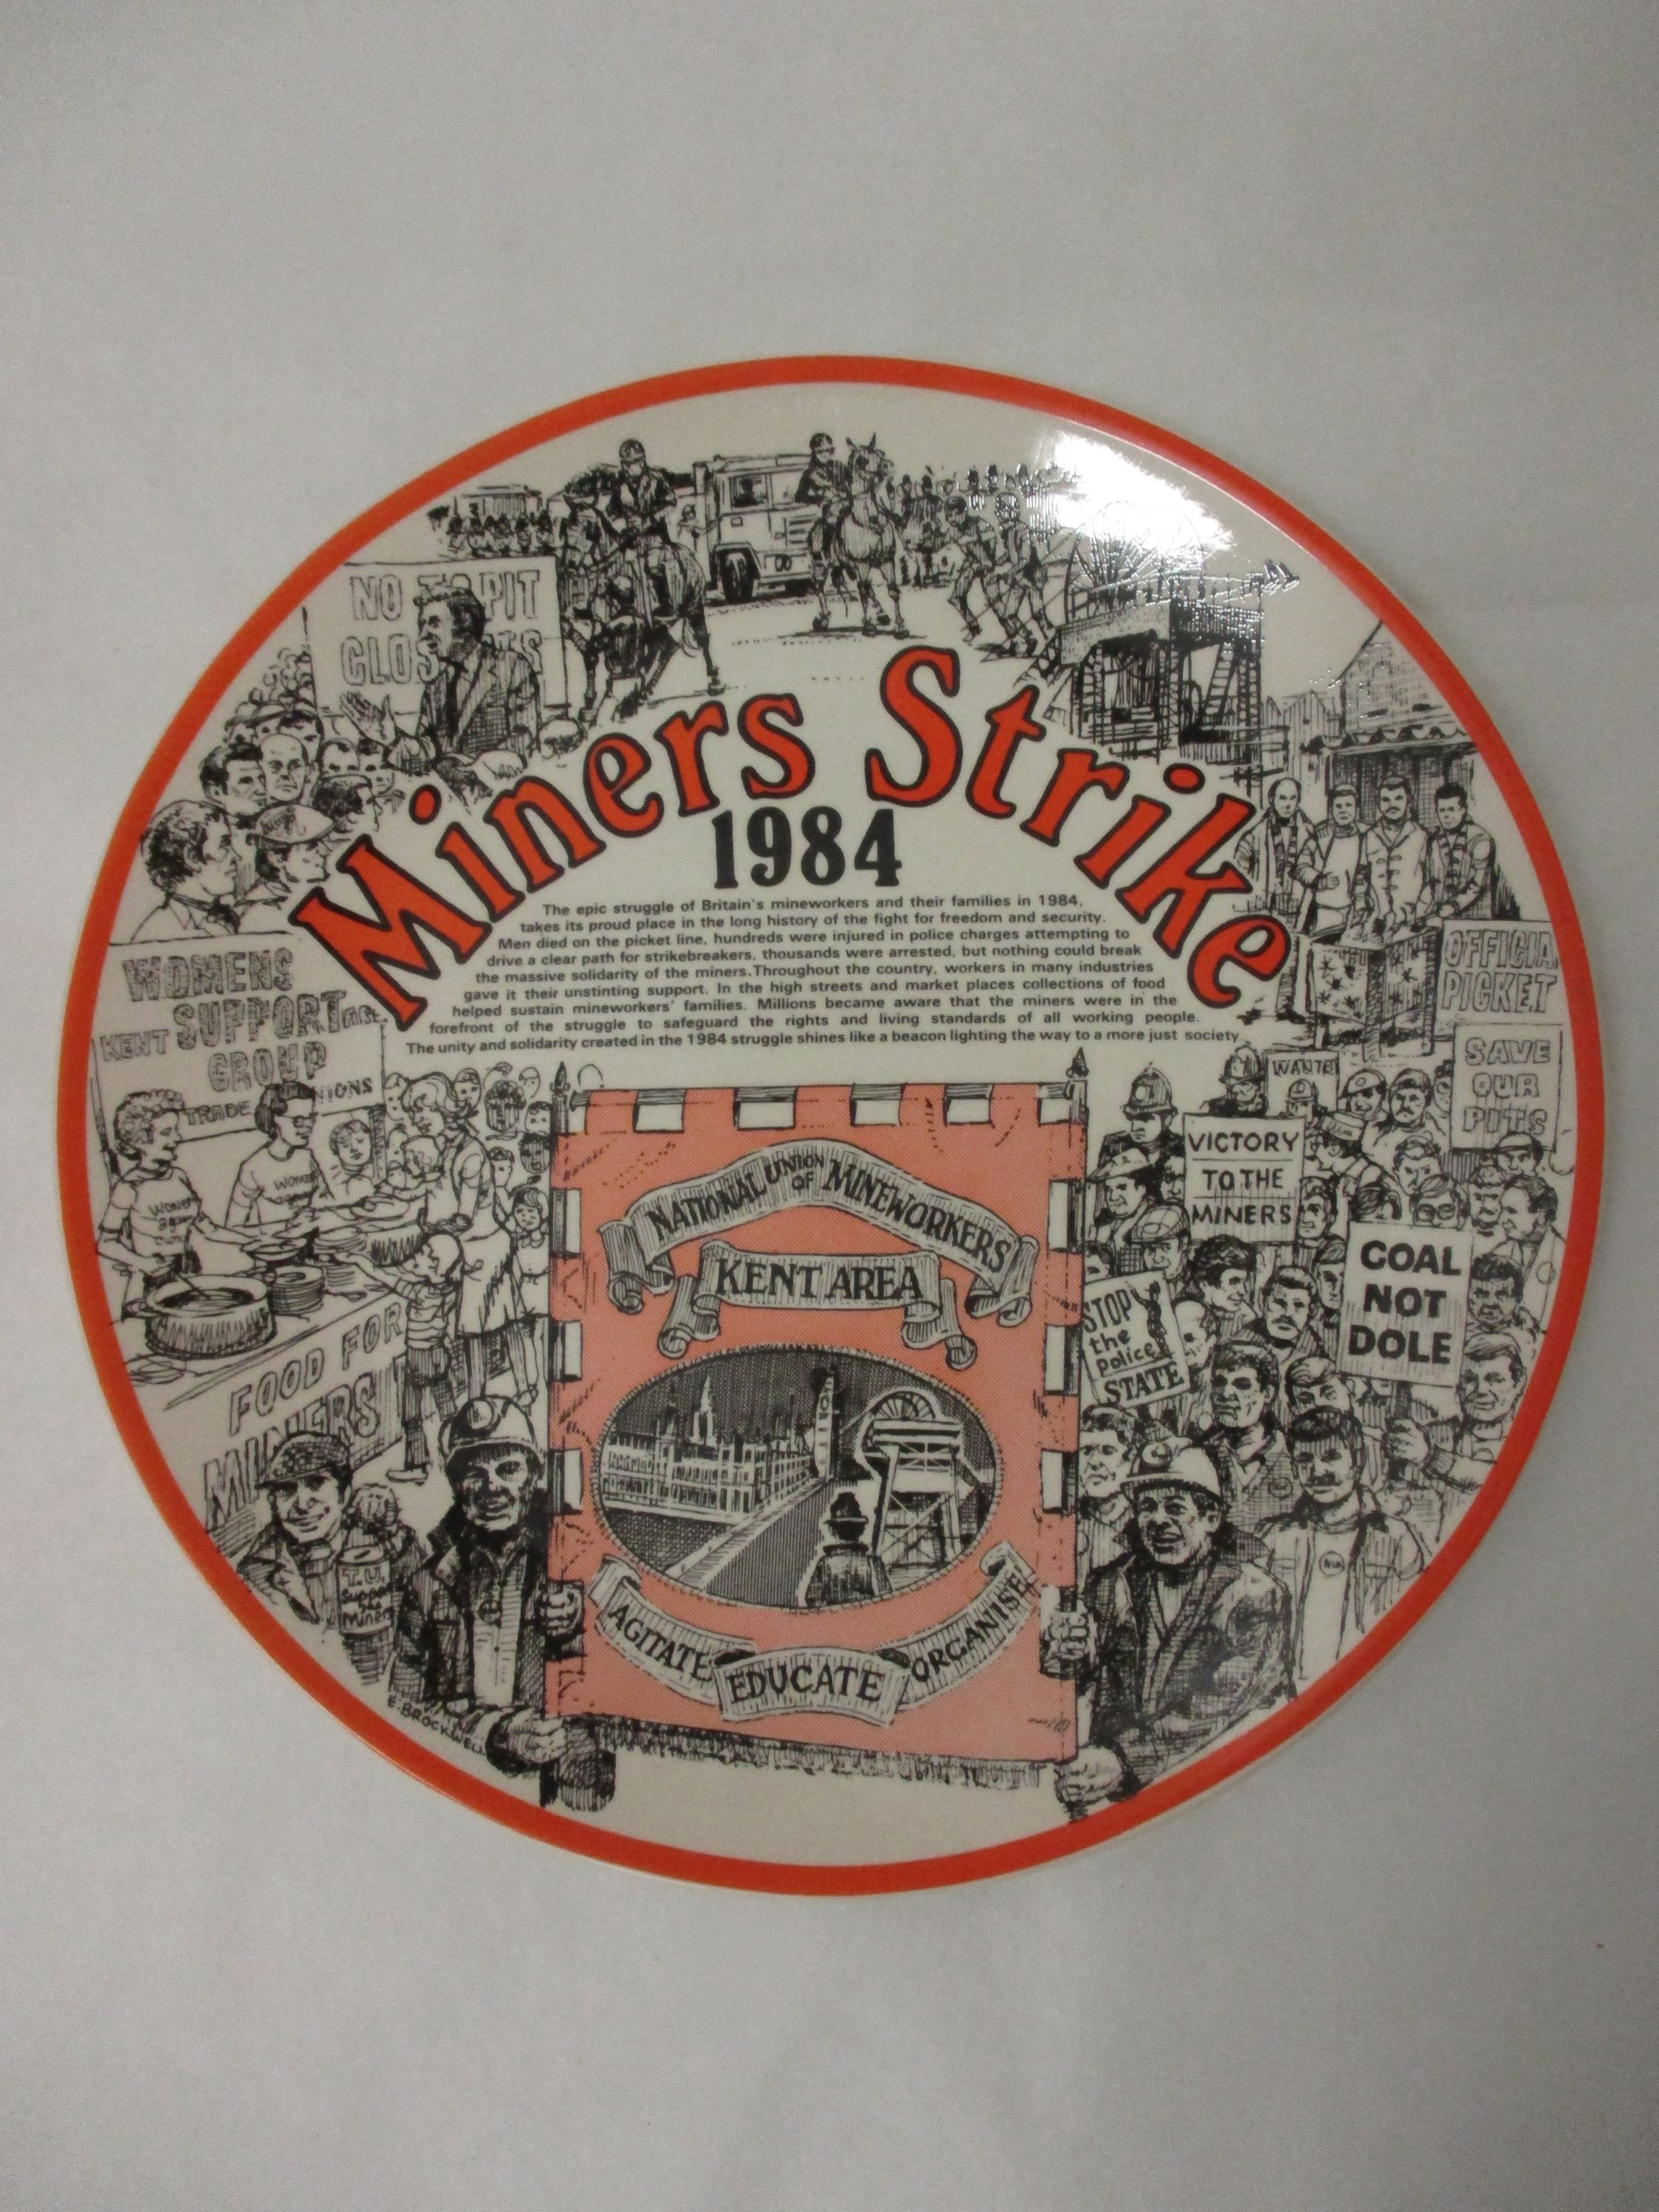 Miners Strike
1984
The epic struggle of Britain's mineworkers and their families in 1984,
takes its proud place in the long history of the fight for freedom and security.
Men died on the picket line, hundreds were injured in police charges attempting to
drive a clear path for strikebreakers, thousands were arrested, but nothing could break
the massive solidarity of the miners. Throughout the country, workers in many industries
gave it their unstinting support. In the high streets and market places collections of food
helped sustain mineworkers' families. Millions became aware that the miners were in the
forefront of the struggle to safeguard the rights and living standards of all working people.
The unity and solidarity created in the 1984 struggle shines like a beacon lighting the way to a more just society.
NO PIT
WOMENS
SUPPORT
KENT
GROUP
TRADE
FOOD FOR
MINERS
T.U.
E. BROCKWELL
NATIONAL UNION OF MINEWORKERS
KENT AREA
AGITATE
EDUCATE
ORGANISE
OFFICIAL
PICKET
SAVE
OUR
PITS
WANTED
VICTORY
TO THE
MINERS
COAL
NOT
DOLE
STOP
the
police
STATE